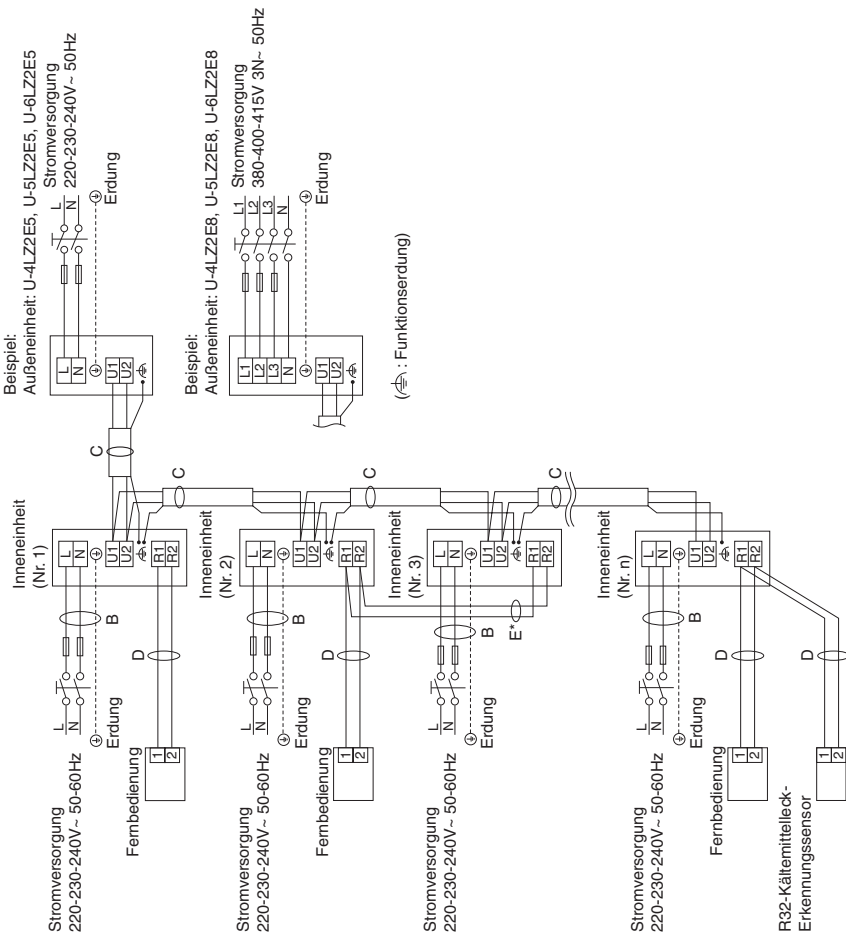 Beispiel:
Außeneinheit: U-4LZ2E5, U-5LZ2E5, U-6LZ2E5
Stromversorgung
220-230-240V ~ 50Hz
L
N
Erdung
L
N
U1
U2
C
Beispiel:
Außeneinheit: U-4LZ2E8, U-5LZ2E8, U-6LZ2E8
Stromversorgung
380-400-415V 3N~ 50Hz
L1
L2
L3
N
Erdung
L1
L2
L3
N
U1
U2
( : Funktionserdung)
Inneneinheit
(Nr. 1)
L
N
U1
U2
R1
R2
C
B
D
Stromversorgung
220-230-240V ~ 50-60Hz
L
N
Erdung
Fernbedienung
1
2
Inneneinheit
(Nr. 2)
L
N
U1
U2
R1
R2
C
B
D
Stromversorgung
220-230-240V ~ 50-60Hz
L
N
Erdung
Fernbedienung
1
2
Inneneinheit
(Nr. 3)
L
N
U1
U2
R1
R2
C
B
E*
Stromversorgung
220-230-240V ~ 50-60Hz
L
N
Erdung
Inneneinheit
(Nr. n)
L
N
U1
U2
R1
R2
B
D
Stromversorgung
220-230-240V ~ 50-60Hz
L
N
Erdung
Fernbedienung
1
2
D
R32-Kältemittelleck-
Erkennungssensor
1
2